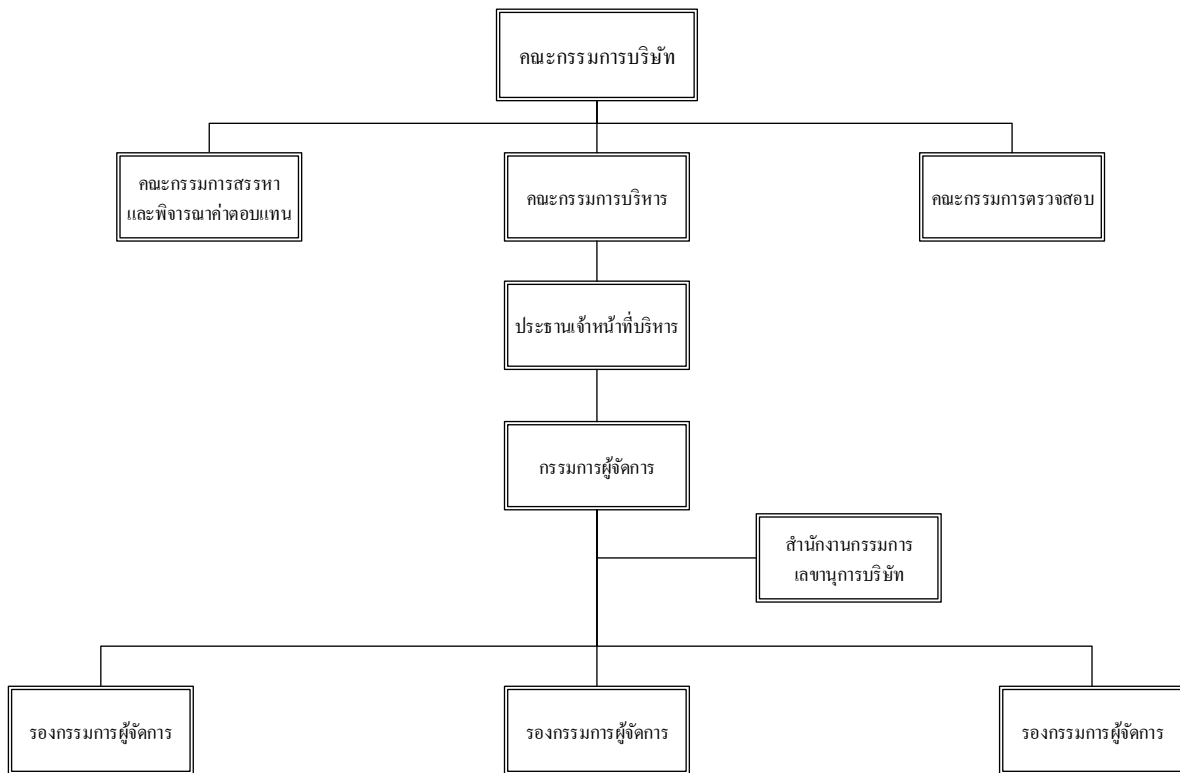 คณะกรรมการบริษัท
คณะกรรมการสรรหา
และพิจารณาค่าตอบแทน
คณะกรรมการบริหาร
คณะกรรมการตรวจสอบ
ประธานเจ้าหน้าที่บริหาร
กรรมการผู้จัดการ
สำนักงานกรรมการ
เลขานุการบริษัท
รองกรรมการผู้จัดการ
รองกรรมการผู้จัดการ
รองกรรมการผู้จัดการ